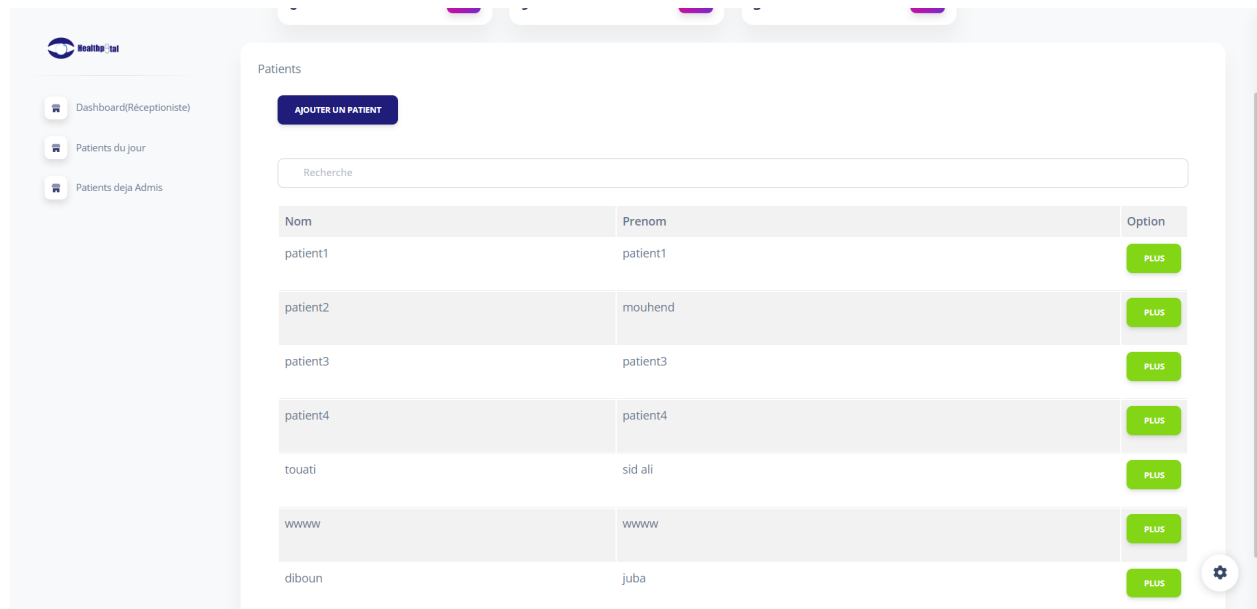 Patients
Dashboard(Réceptioniste)
Patients du jour
Patients deja Admis
AJOUTER UN PATIENT
Recherche
Nom Prenom Option
patient1 patient1 PLUS
patient2 mouhend PLUS
patient3 patient3 PLUS
patient4 patient4 PLUS
touati sid ali PLUS
wwww wwww PLUS
diboun juba PLUS